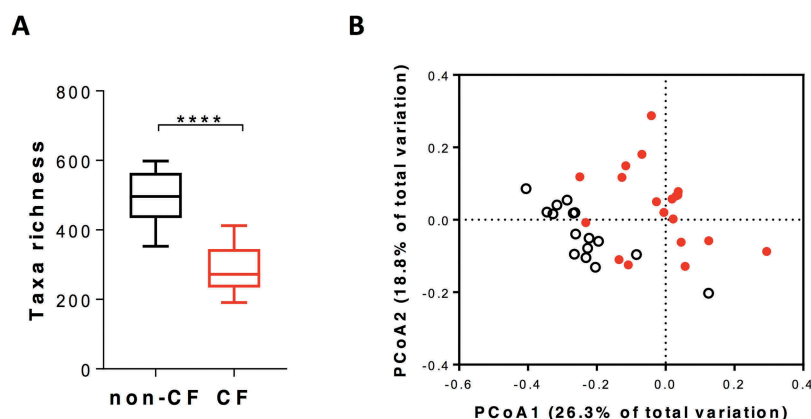 A
Taxa richness
800
600
400
200
0
****
non-CF CF
B
PCoA2 (18.8% of total variation)
0.4
0.2
0.0
-0.2
-0.4
-0.6 -0.4 -0.2 0.0 0.2 0.4
PCoA1 (26.3% of total variation)